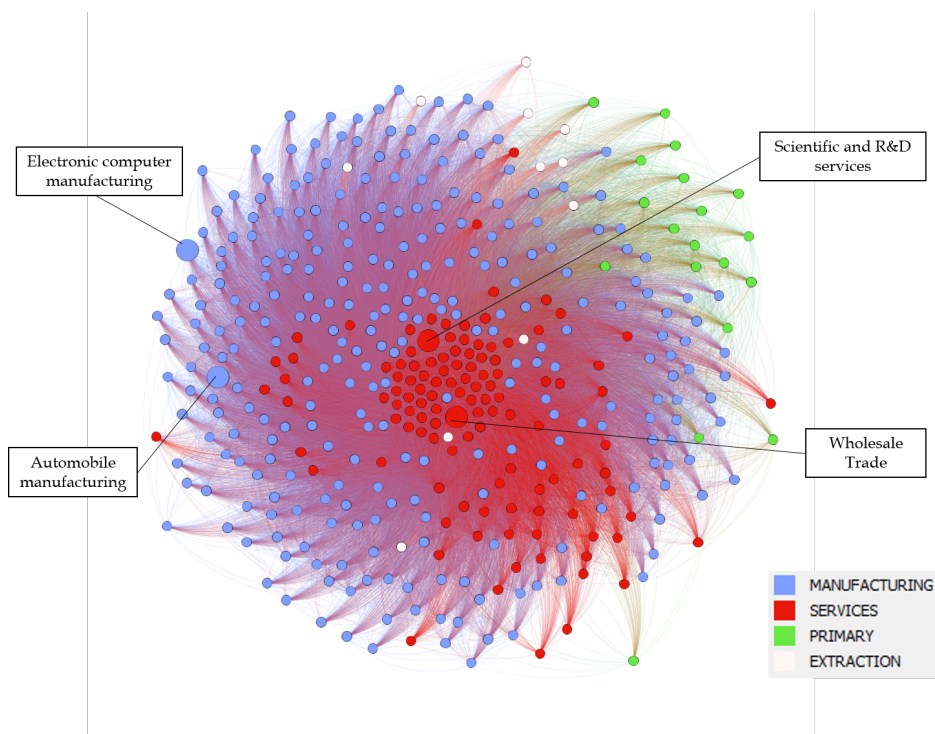 Electronic computer
manufacturing
Scientific and R&D
services
Automobile
manufacturing
Wholesale
Trade
MANUFACTURING
SERVICES
PRIMARY
EXTRACTION